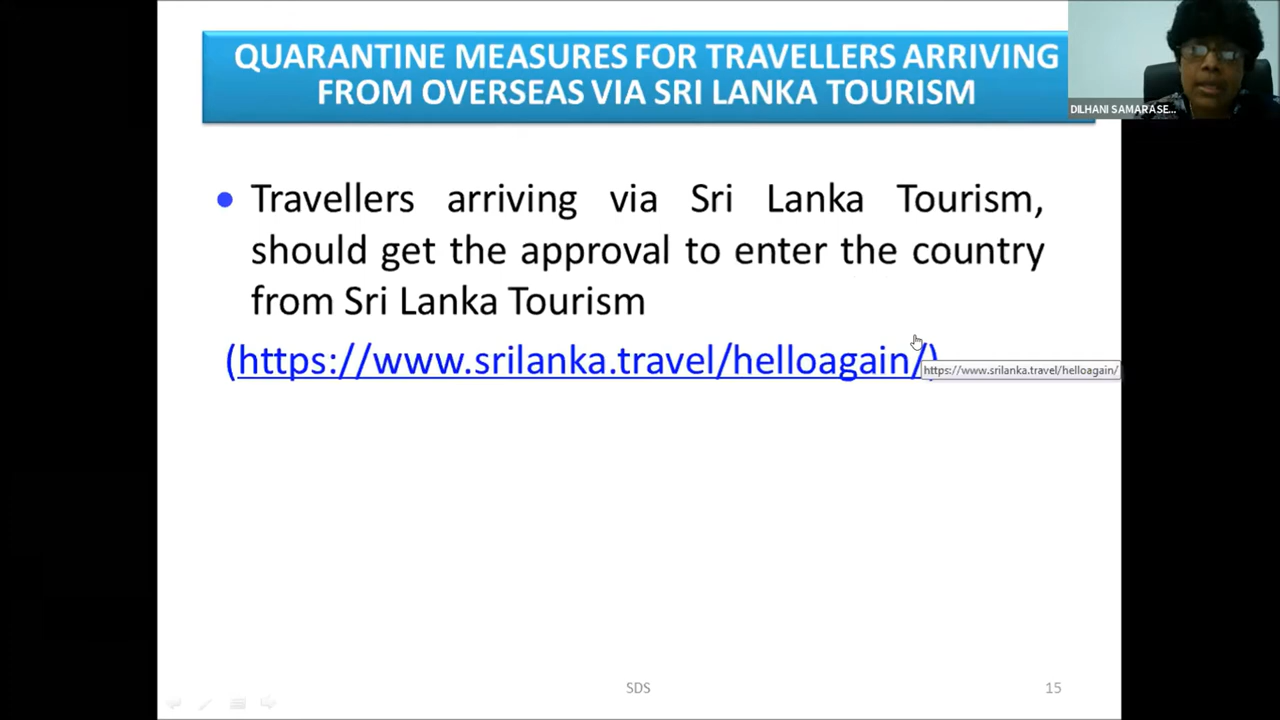 QUARANTINE MEASURES FOR TRAVELLERS ARRIVING
FROM OVERSEAS VIA SRI LANKA TOURISM
DILHANI SAMARASE...
• Travellers arriving via Sri Lanka Tourism,
should get the approval to enter the country
from Sri Lanka Tourism
(https://www.srilanka.travel/helloagain/)
https://www.srilanka.travel/helloagain/
SDS
15